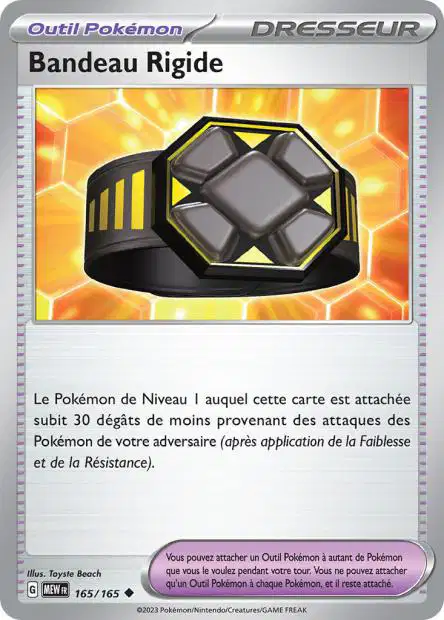 Outil Pokémon
DRESSEUR
Bandeau Rigide
Le Pokémon de Niveau 1 auquel cette carte est attachée
subit 30 dégâts de moins provenant des attaques des
Pokémon de votre adversaire (après application de la Faiblesse
et de la Résistance).
Vous pouvez attacher un Outil Pokémon à autant de Pokémon
que vous le voulez pendant votre tour. Vous ne pouvez attacher
qu'un Outil Pokémon à chaque Pokémon, et il reste attaché.
Illus. Toyste Beach
G MEW FR 165/165 ◆
©2023 Pokémon/Nintendo/Creatures/GAME FREAK